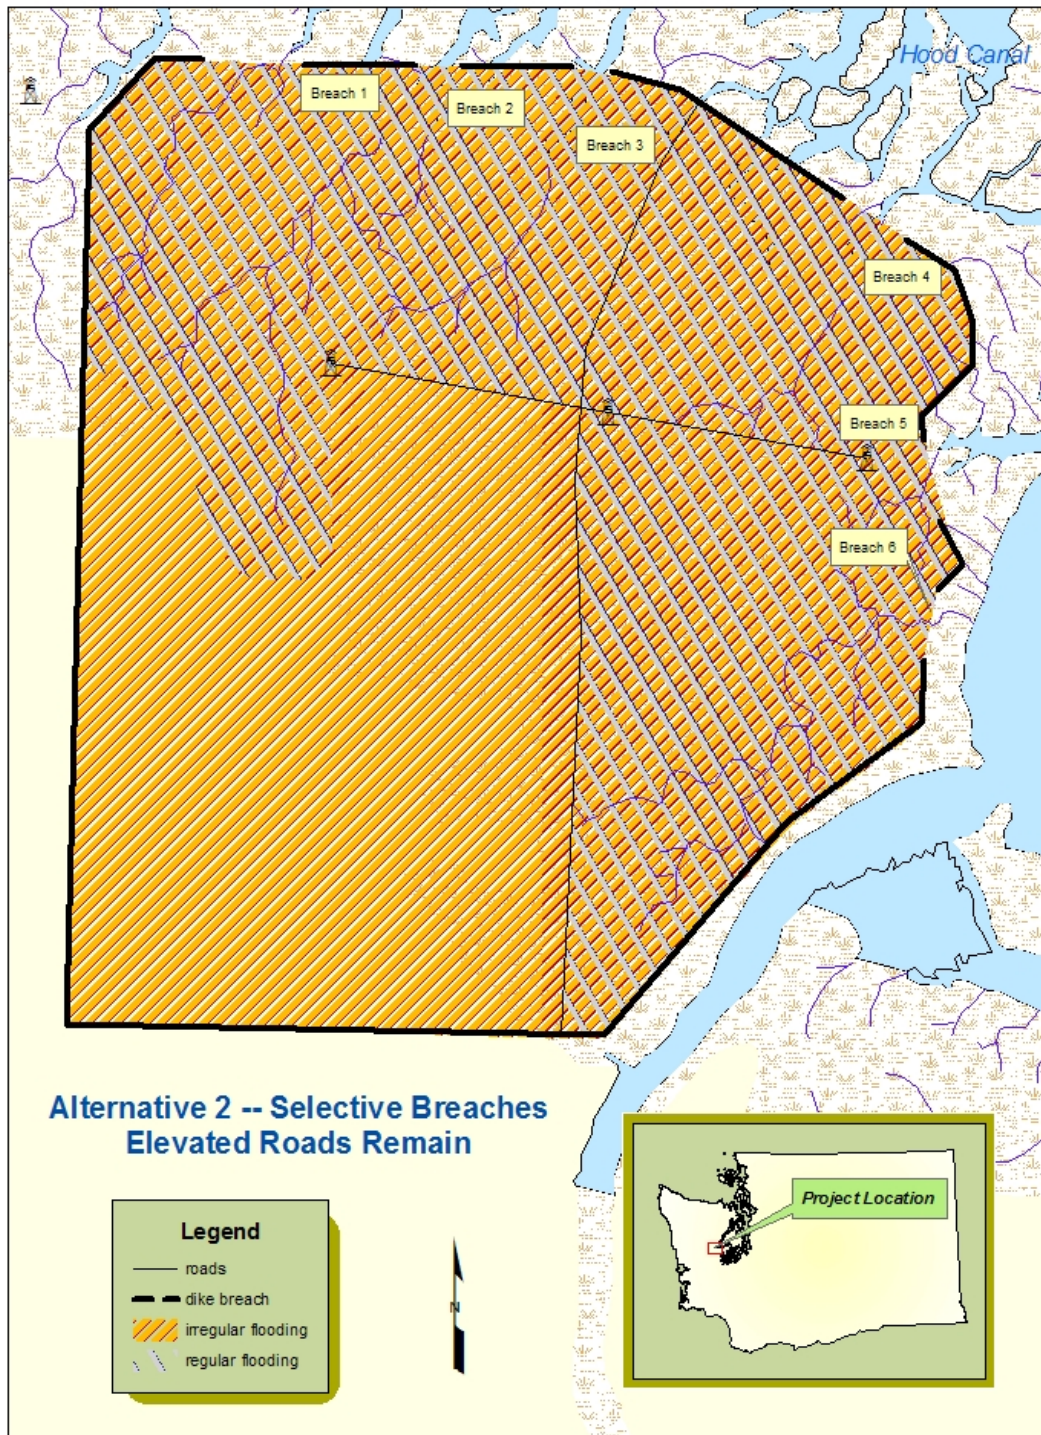 Hood Canal
Breach 1
Breach 2
Breach 3
Breach 4
Breach 5
Breach 6
Alternative 2 -- Selective Breaches
Elevated Roads Remain
Legend
roads
dike breach
irregular flooding
regular flooding
N
Project Location